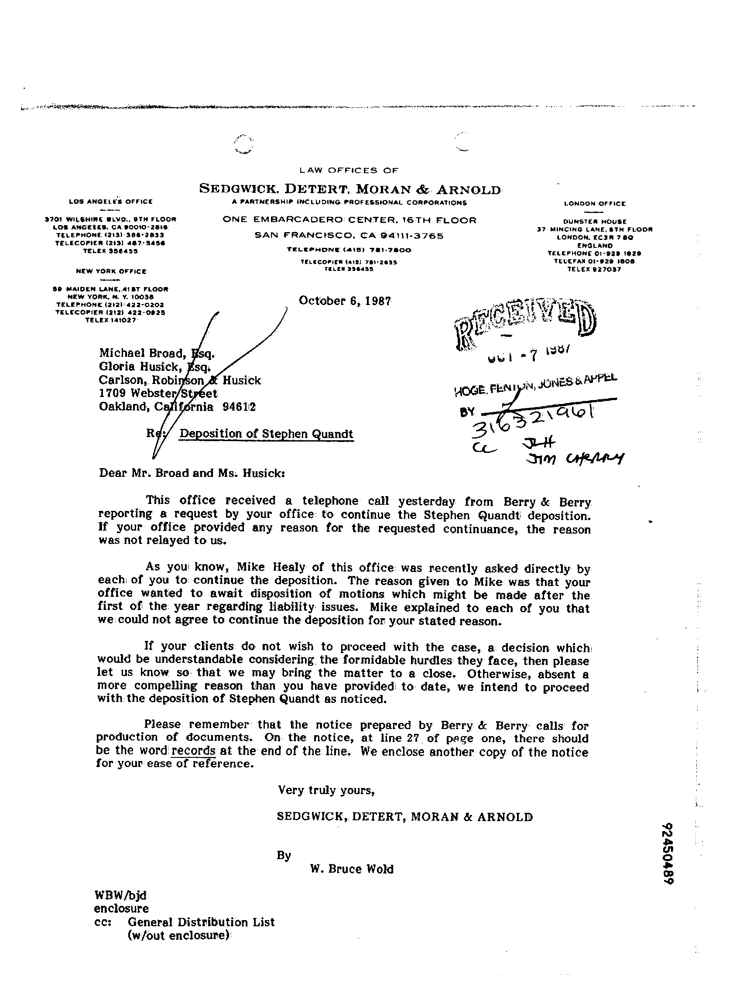 LAW OFFICES OF
SEDGWICK, DETERT, MORAN & ARNOLD
A PARTNERSHIP INCLUDING PROFESSIONAL CORPORATIONS
ONE EMBARCADERO CENTER, 16TH FLOOR
SAN FRANCISCO, CA 94111-3765
TELEPHONE (415) 781-7900
TELECOPIER (415) 781-2635
TELEX 356455
LOS ANGELES OFFICE
3701 WILSHIRE BLVD., 9TH FLOOR
LOS ANGELES, CA 90010-2816
TELEPHONE (213) 386-2833
TELECOPIER (213) 487-5456
TELEX 356455
NEW YORK OFFICE
59 MAIDEN LANE, 41ST FLOOR
NEW YORK, N. Y. 10038
TELEPHONE (212) 422-0202
TELECOPIER (212) 422-0925
TELEX 141027
LONDON OFFICE
DUNSTER HOUSE
37 MINCING LANE, 5TH FLOOR
LONDON, EC3R 7BQ
ENGLAND
TELEPHONE 01-929 1829
TELEFAX 01-929 1808
TELEX 927037
October 6, 1987
RECEIVED
OCT - 7 1987
HOGE, FENTON, JONES & APPEL
BY
316321961
cc JH
JIM CHERRY
Michael Broad, Esq.
Gloria Husick, Esq.
Carlson, Robinson & Husick
1709 Webster Street
Oakland, California 94612
Re: Deposition of Stephen Quandt
Dear Mr. Broad and Ms. Husick:
This office received a telephone call yesterday from Berry & Berry
reporting a request by your office to continue the Stephen Quandt deposition.
If your office provided any reason for the requested continuance, the reason
was not relayed to us.
As you know, Mike Healy of this office was recently asked directly by
each of you to continue the deposition. The reason given to Mike was that your
office wanted to await disposition of motions which might be made after the
first of the year regarding liability issues. Mike explained to each of you that
we could not agree to continue the deposition for your stated reason.
If your clients do not wish to proceed with the case, a decision which
would be understandable considering the formidable hurdles they face, then please
let us know so that we may bring the matter to a close. Otherwise, absent a
more compelling reason than you have provided to date, we intend to proceed
with the deposition of Stephen Quandt as noticed.
Please remember that the notice prepared by Berry & Berry calls for
production of documents. On the notice, at line 27 of page one, there should
be the word records at the end of the line. We enclose another copy of the notice
for your ease of reference.
Very truly yours,
SEDGWICK, DETERT, MORAN & ARNOLD
By
W. Bruce Wold
WBW/bjd
enclosure
cc: General Distribution List
(w/out enclosure)
92450489